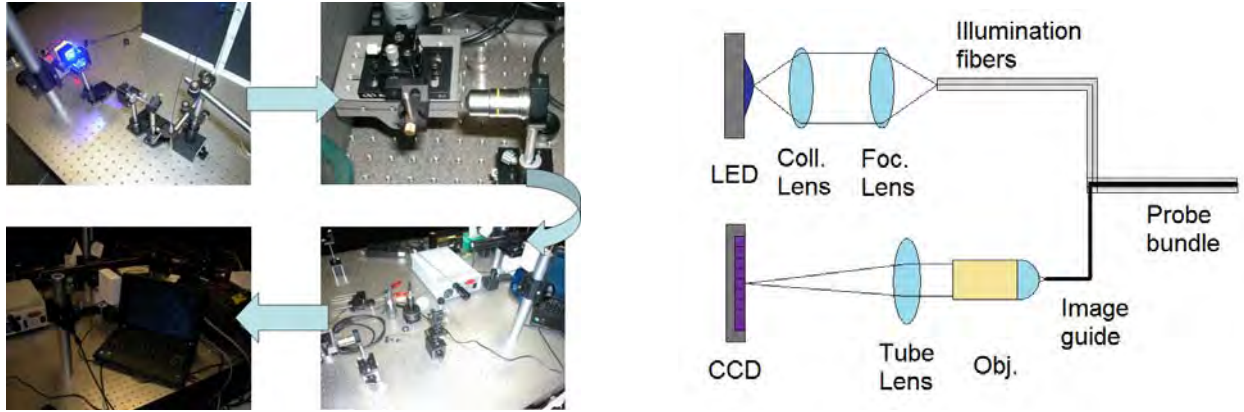 Illumination
fibers
LED
Coll.
Lens
Foc.
Lens
Probe
bundle
CCD
Tube
Lens
Obj.
Image
guide